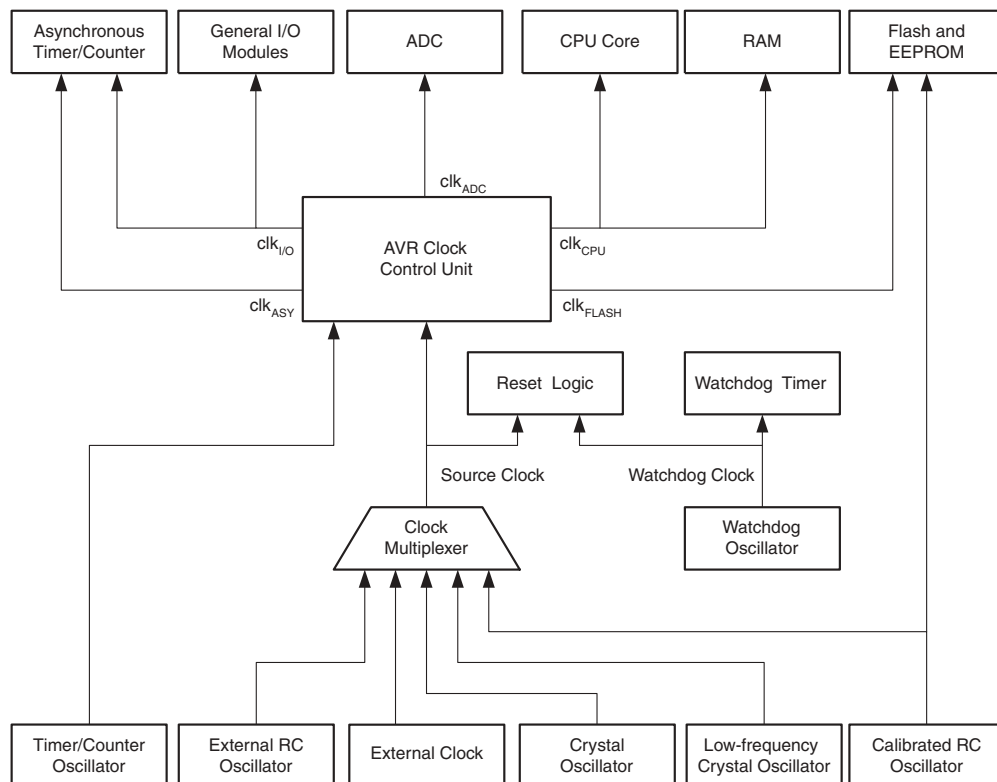 Asynchronous
Timer/Counter
General I/O
Modules
ADC
CPU Core
RAM
Flash and
EEPROM
clkADC
clkI/O
AVR Clock
Control Unit
clkCPU
clkASY
clkFLASH
Reset Logic
Watchdog Timer
Source Clock
Watchdog Clock
Clock
Multiplexer
Watchdog
Oscillator
Timer/Counter
Oscillator
External RC
Oscillator
External Clock
Crystal
Oscillator
Low-frequency
Crystal Oscillator
Calibrated RC
Oscillator